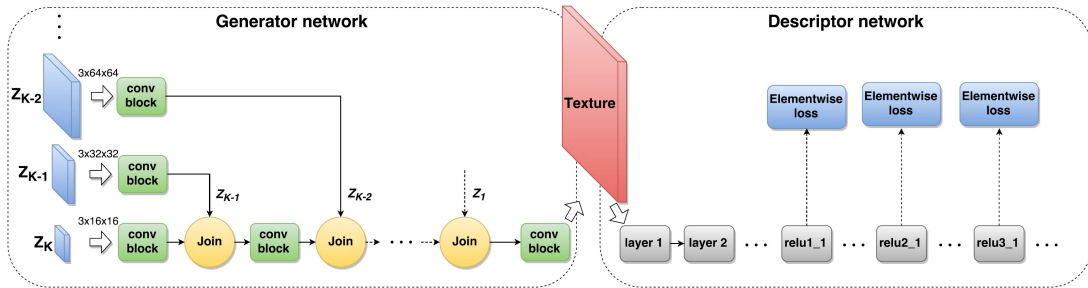 Generator network
Descriptor network
Z_{K-2}
3x64x64
conv
block
Z_{K-1}
3x32x32
conv
block
Z_K
3x16x16
conv
block
Z_{K-1}
Join
conv
block
Z_{K-2}
Join
. . .
Z_1
Join
conv
block
Texture
Elementwise
loss
Elementwise
loss
Elementwise
loss
layer 1
layer 2
. . .
relu1_1
. . .
relu2_1
. . .
relu3_1
. . .